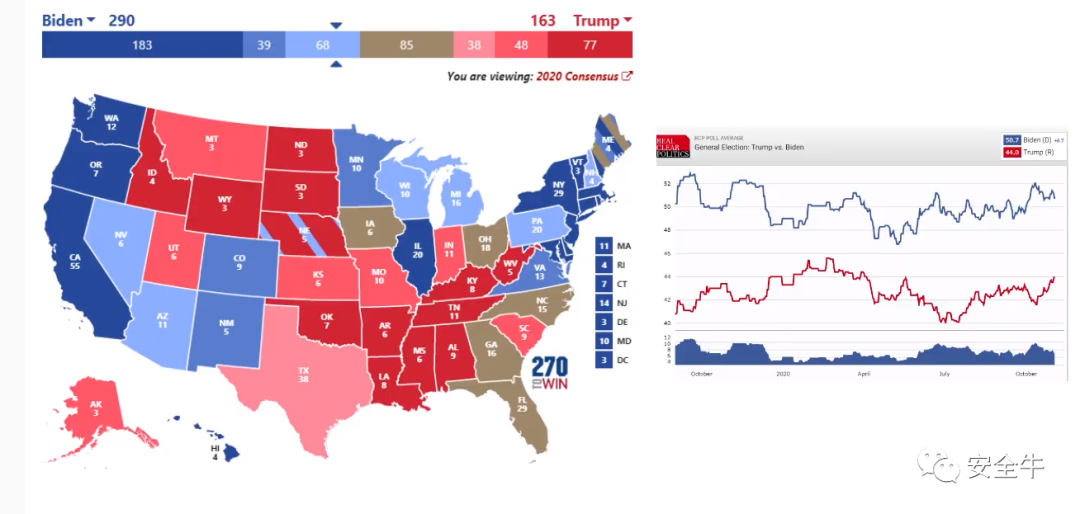 Biden 290
163 Trump
183 39 68 85 38 48 77
You are viewing: 2020 Consensus
WA
12
OR
7
CA
55
NV
6
ID
4
MT
3
WY
3
UT
6
AZ
11
CO
9
NM
5
ND
3
SD
3
NE
5
KS
6
OK
7
TX
38
MN
10
IA
6
MO
10
AR
6
LA
8
WI
10
IL
20
MI
16
IN
11
OH
18
KY
8
TN
11
MS
6
AL
9
GA
16
FL
29
SC
9
NC
15
VA
13
WV
5
PA
20
NY
29
VT
3
NH
4
ME
4
AK
3
HI
4
11 MA
4 RI
7 CT
14 NJ
3 DE
10 MD
3 DC
270
TO WIN
REAL
CLEAR
POLITICS
RCP POLL AVERAGE
General Election: Trump vs. Biden
50.7 Biden (D) +6.7
44.0 Trump (R)
52
50
48
46
44
42
40
12
10
8
6
4
2
October 2020 April July October
安全牛